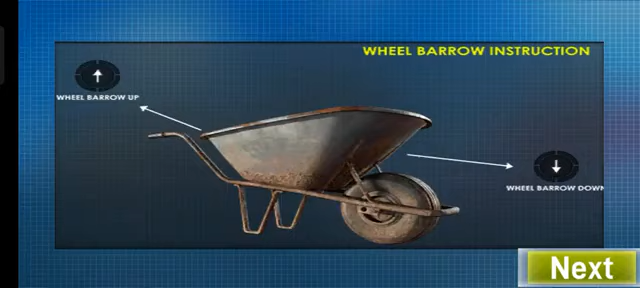 WHEEL BARROW INSTRUCTION
WHEEL BARROW UP
WHEEL BARROW DOWN
Next